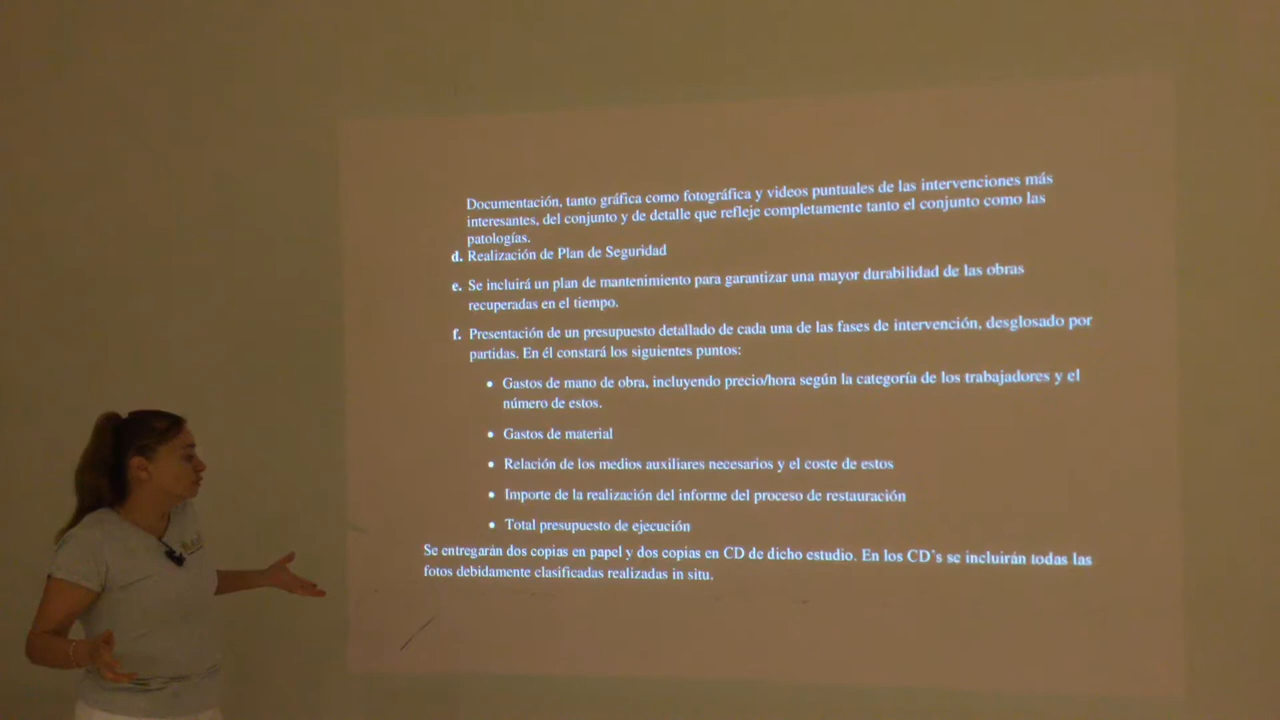 Documentación, tanto gráfica como fotográfica y videos puntuales de las intervenciones más
interesantes, del conjunto y de detalle que refleje completamente tanto el conjunto como las
patologías.
d. Realización de Plan de Seguridad
e. Se incluirá un plan de mantenimiento para garantizar una mayor durabilidad de las obras
recuperadas en el tiempo.
f. Presentación de un presupuesto detallado de cada una de las fases de intervención, desglosado por
partidas. En él constará los siguientes puntos:
• Gastos de mano de obra, incluyendo precio/hora según la categoría de los trabajadores y el
número de estos.
• Gastos de material
• Relación de los medios auxiliares necesarios y el coste de estos
• Importe de la realización del informe del proceso de restauración
• Total presupuesto de ejecución
Se entregarán dos copias en papel y dos copias en CD de dicho estudio. En los CD's se incluirán todas las
fotos debidamente clasificadas realizadas in situ.